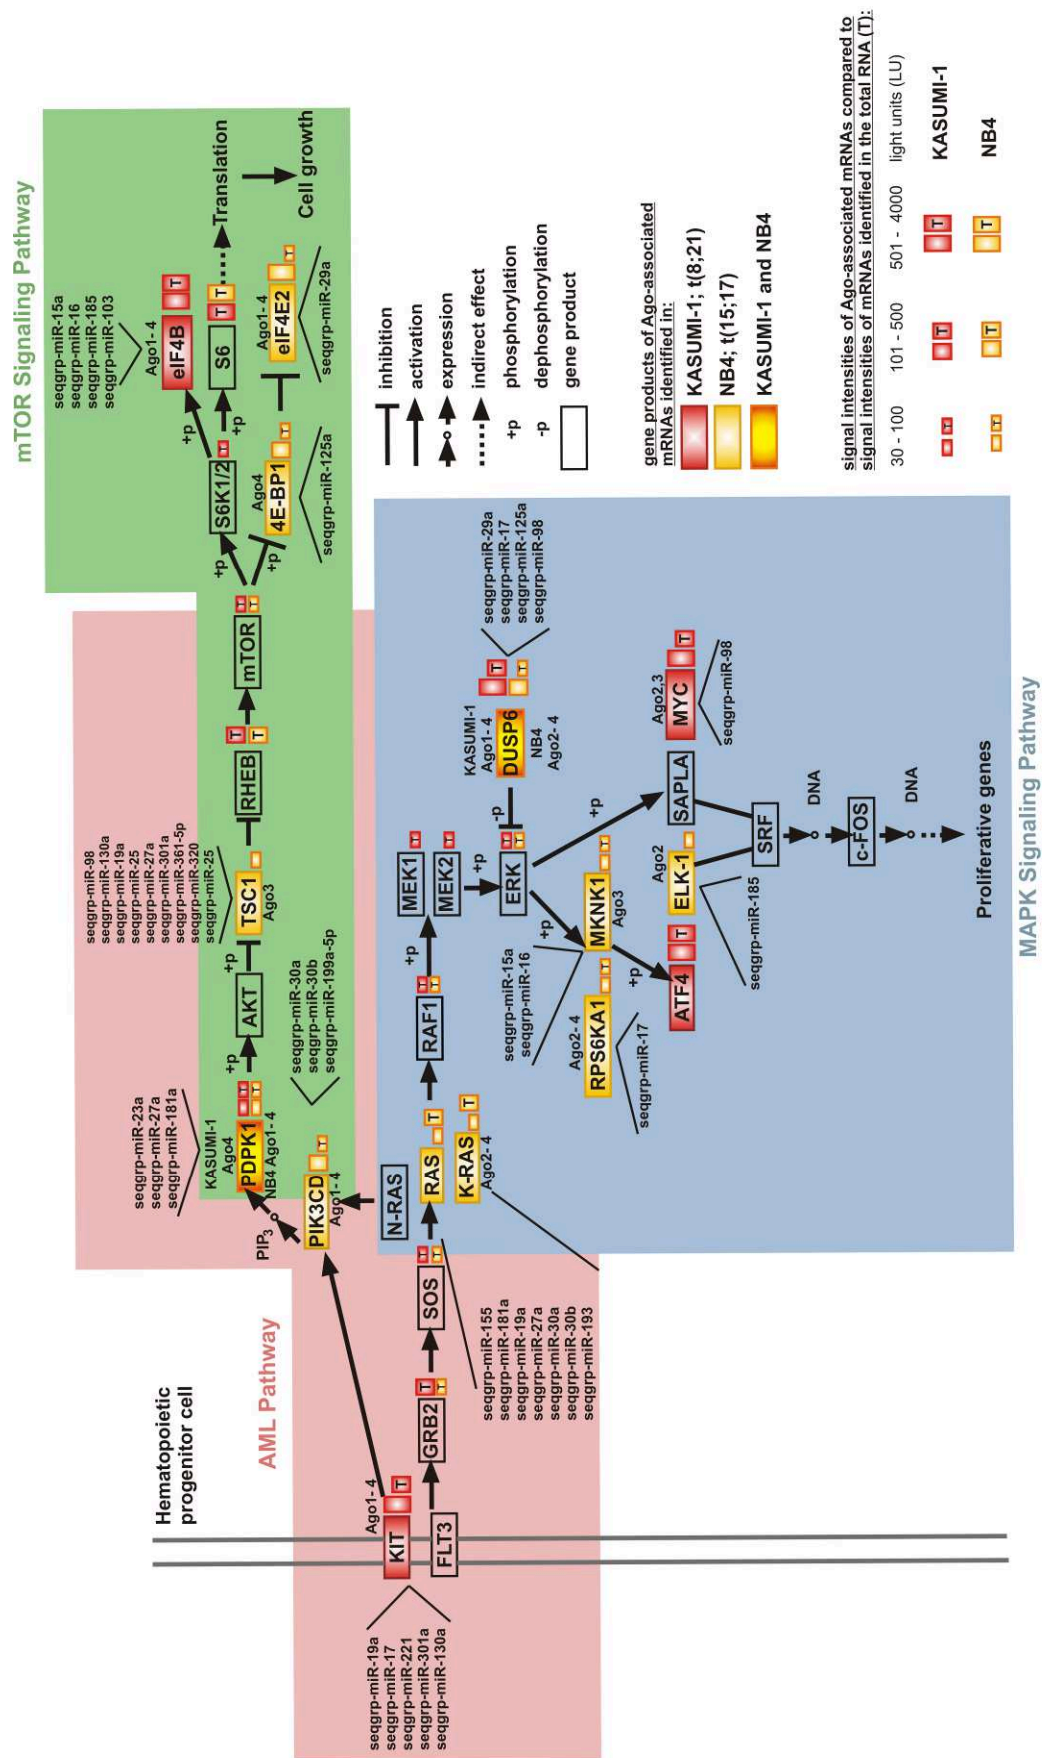 mTOR Signaling Pathway
seqgrp-miR-15a
seqgrp-miR-16
seqgrp-miR-185
seqgrp-miR-103
Ago1- 4
eIF4B
T
+p
S6K1/2
T
+p
S6
T
T
Translation
Cell growth
+p
+p
Ago4
4E-BP1
T
seqgrp-miR-125a
Ago1- 4
eIF4E2
T
seqgrp-miR-29a
mTOR
T
T
RHEB
T
T
seqgrp-miR-98
seqgrp-miR-130a
seqgrp-miR-19a
seqgrp-miR-25
seqgrp-miR-27a
seqgrp-miR-301a
seqgrp-miR-361-5p
seqgrp-miR-320
seqgrp-miR-25
TSC1
Ago3
+p
AKT
+p
seqgrp-miR-23a
seqgrp-miR-27a
seqgrp-miR-181a
KASUMI-1
Ago4
PDPK1
NB4 Ago1- 4
T
T
PIP3
PIK3CD
T
Ago1- 4
seqgrp-miR-30a
seqgrp-miR-30b
seqgrp-miR-199a-5p
Hematopoietic
progenitor cell
AML Pathway
Ago1- 4
KIT
T
FLT3
seqgrp-miR-19a
seqgrp-miR-17
seqgrp-miR-221
seqgrp-miR-301a
seqgrp-miR-130a
GRB2
T
T
SOS
T
T
N-RAS
RAS
T
K-RAS
T
Ago2- 4
seqgrp-miR-155
seqgrp-miR-181a
seqgrp-miR-19a
seqgrp-miR-27a
seqgrp-miR-30a
seqgrp-miR-30b
seqgrp-miR-193
RAF1
T
T
+p
MEK1
T
MEK2
T
+p
ERK
T
T
-p
KASUMI-1
Ago1- 4
DUSP6
NB4
Ago2- 4
T
T
seqgrp-miR-29a
seqgrp-miR-17
seqgrp-miR-125a
seqgrp-miR-98
+p
+p
seqgrp-miR-15a
seqgrp-miR-16
MKNK1
T
Ago3
Ago2- 4
RPS6KA1
T
seqgrp-miR-17
+p
ATF4
T
Ago2
ELK-1
seqgrp-miR-185
SAPLA
Ago2,3
MYC
T
seqgrp-miR-98
SRF
DNA
c-FOS
DNA
Proliferative genes
MAPK Signaling Pathway
inhibition
activation
expression
indirect effect
+p phosphorylation
-p dephosphorylation
gene product
gene products of Ago-associated
mRNAs identified in:
KASUMI-1; t(8;21)
NB4; t(15;17)
KASUMI-1 and NB4
signal intensities of Ago-associated mRNAs compared to
signal intensities of mRNAs identified in the total RNA (T):
30 - 100 101 - 500 501 - 4000 light units (LU)
T T T KASUMI-1
T T T NB4